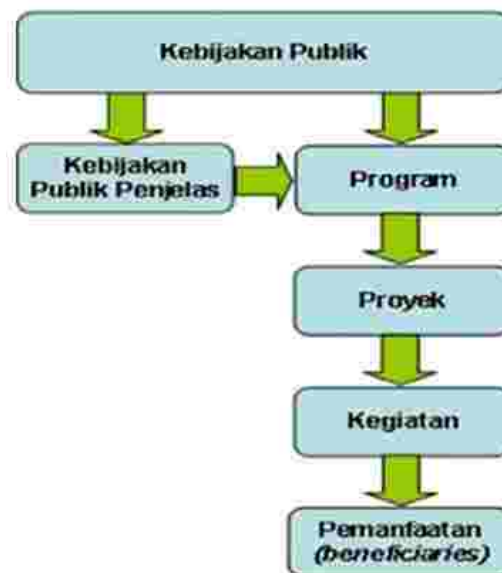 Kebijakan Publik
Kebijakan
Publik Penjelas
Program
Proyek
Kegiatan
Pemanfaatan
(beneficiaries)